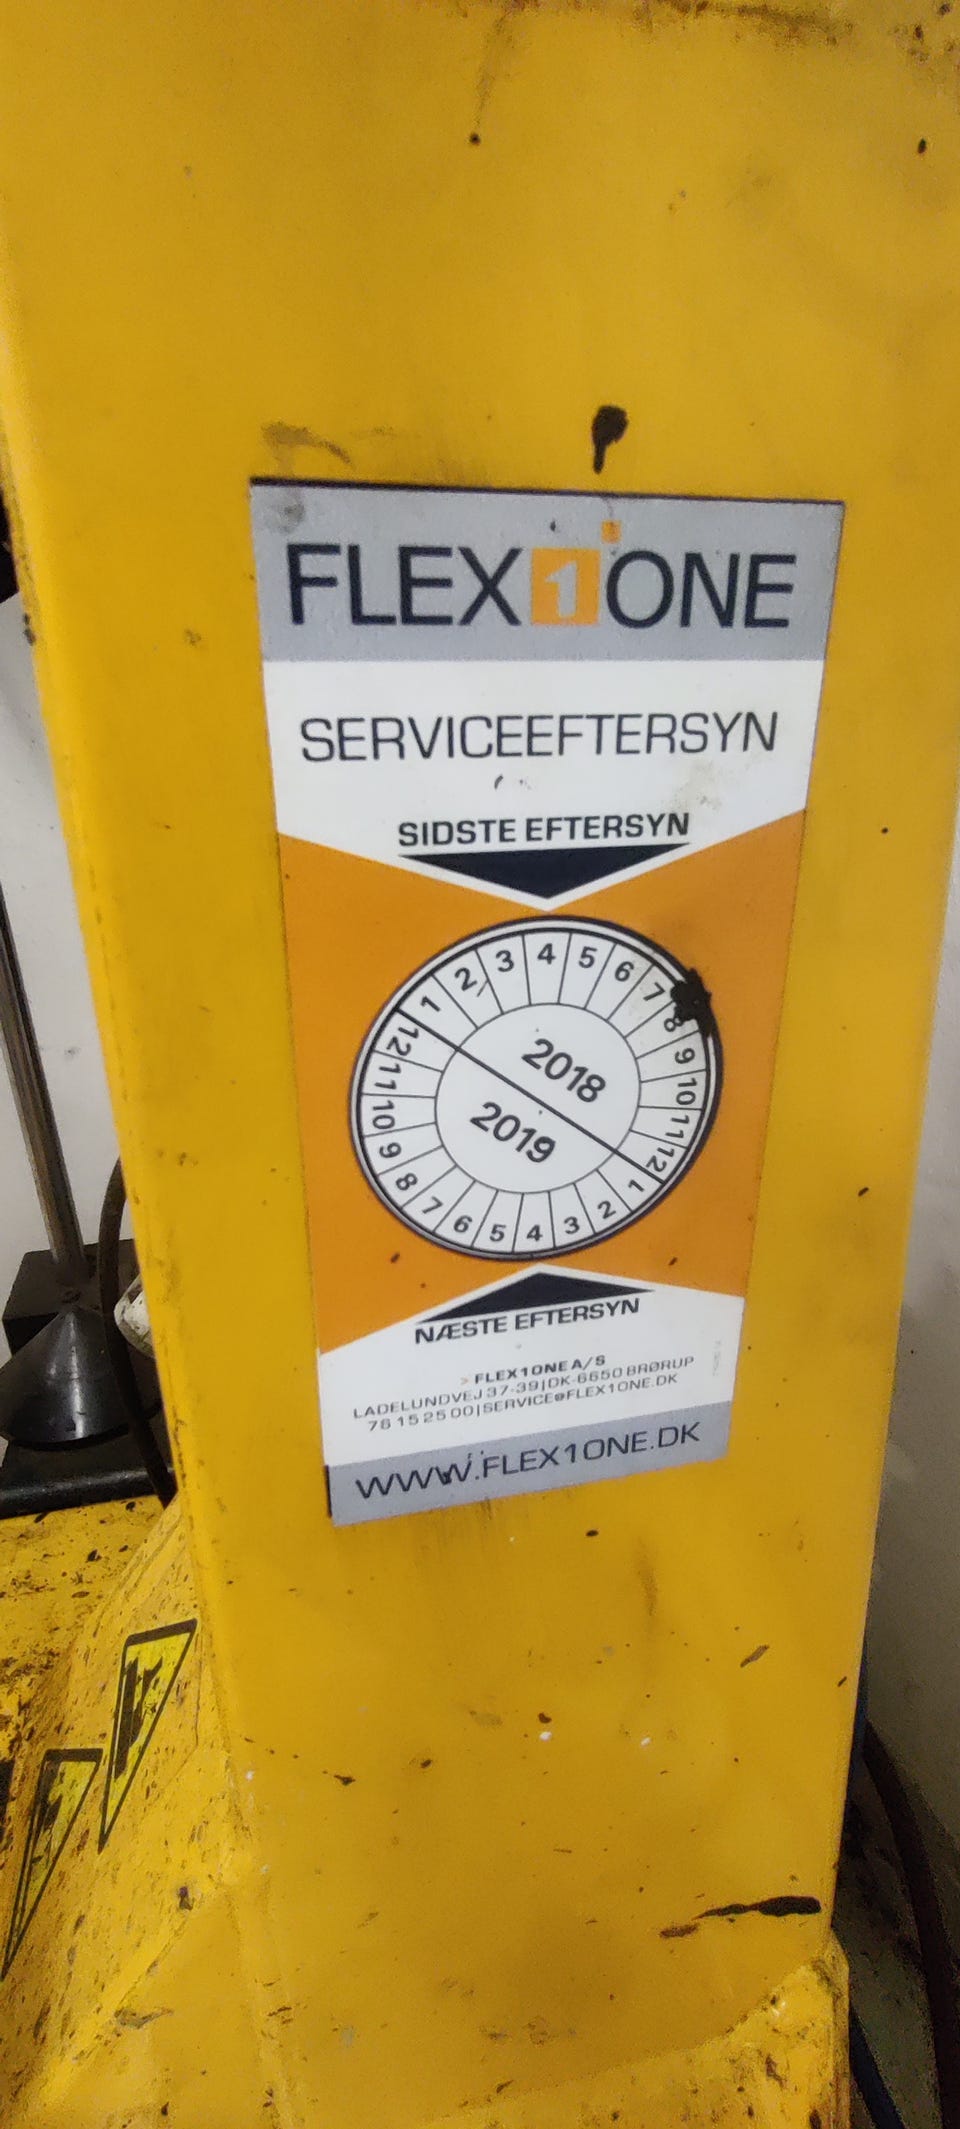 FLEX1ONE
SERVICEEFTERSYN
SIDSTE EFTERSYN
1 2 3 4 5 6 7 8 9 10 11 12
2018
2019
12 11 10 9 8 7 6 5 4 3 2 1
NÆSTE EFTERSYN
> FLEX1ONE A/S
LADELUNDVEJ 37-39|DK-6650 BRØRUP
78 15 25 00|SERVICE@FLEX1ONE.DK
WWW.FLEX1ONE.DK